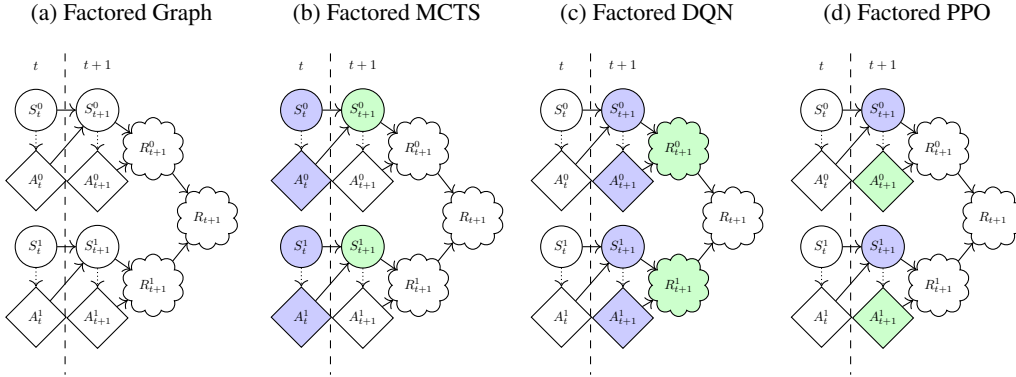 (a) Factored Graph
t
t + 1
S_t^0
S_{t+1}^0
R_{t+1}^0
A_t^0
A_{t+1}^0
R_{t+1}
S_t^1
S_{t+1}^1
R_{t+1}^1
A_t^1
A_{t+1}^1
(b) Factored MCTS
t
t + 1
S_t^0
S_{t+1}^0
R_{t+1}^0
A_t^0
A_{t+1}^0
R_{t+1}
S_t^1
S_{t+1}^1
R_{t+1}^1
A_t^1
A_{t+1}^1
(c) Factored DQN
t
t + 1
S_t^0
S_{t+1}^0
R_{t+1}^0
A_t^0
A_{t+1}^0
R_{t+1}
S_t^1
S_{t+1}^1
R_{t+1}^1
A_t^1
A_{t+1}^1
(d) Factored PPO
t
t + 1
S_t^0
S_{t+1}^0
R_{t+1}^0
A_t^0
A_{t+1}^0
R_{t+1}
S_t^1
S_{t+1}^1
R_{t+1}^1
A_t^1
A_{t+1}^1